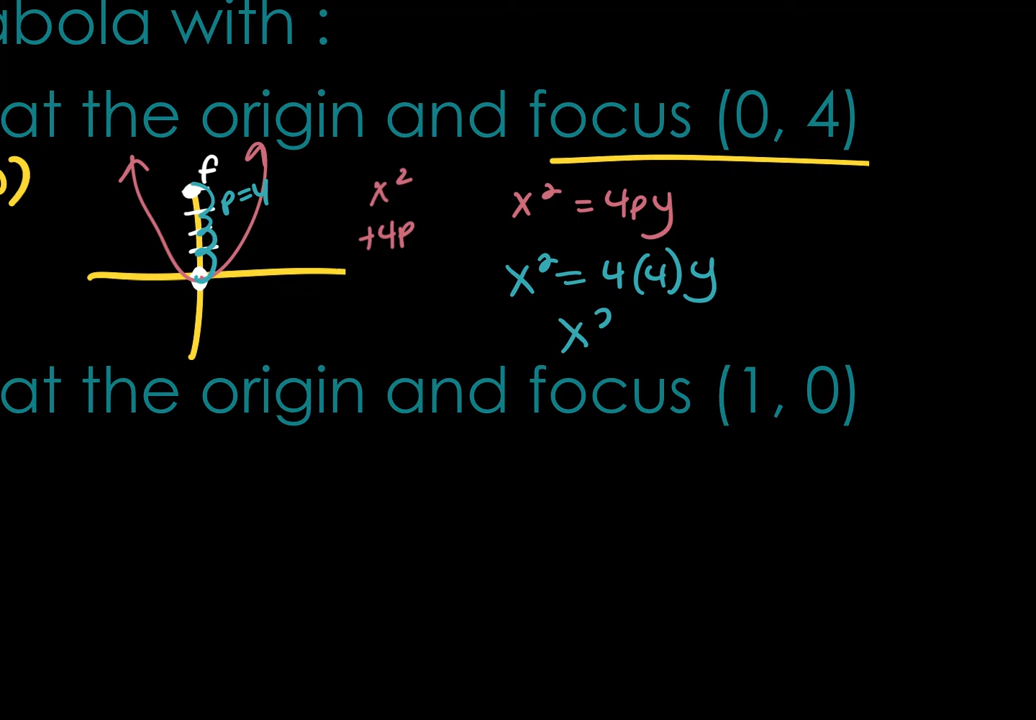 abola with :
at the origin and focus (0, 4)
f
p=4
x²
+4p
x² = 4py
x² = 4(4)y
x²
at the origin and focus (1, 0)